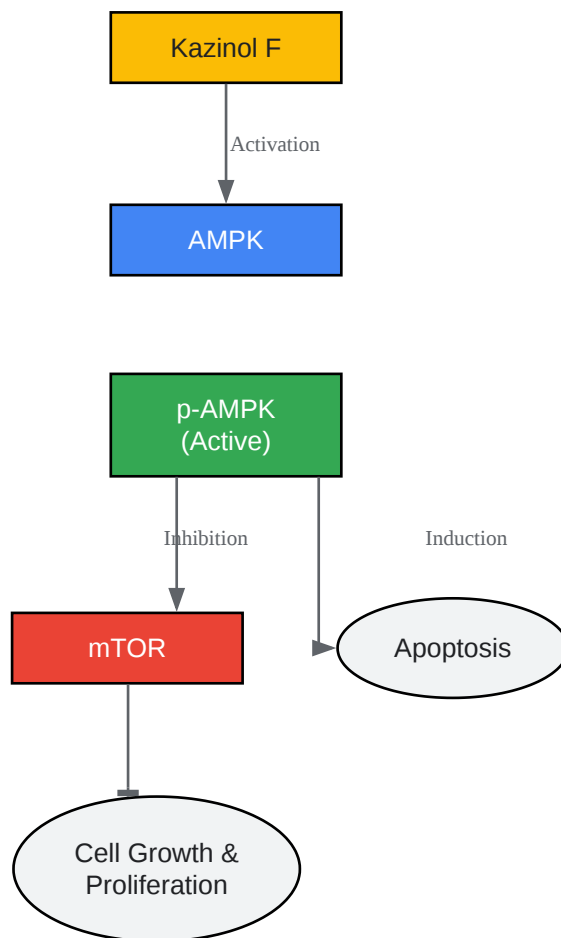 Kazinol F
Activation
AMPK
p-AMPK
(Active)
Inhibition
Induction
mTOR
Apoptosis
Cell Growth &
Proliferation